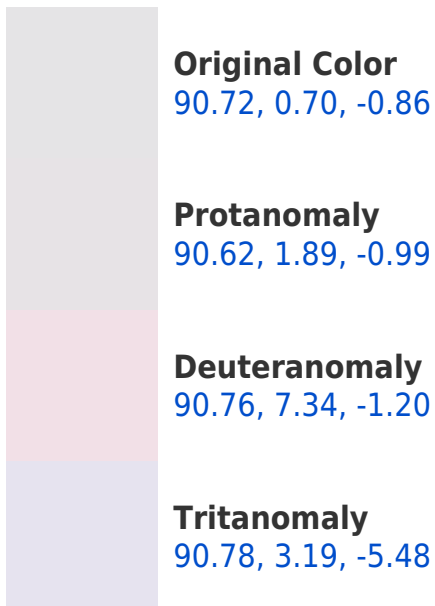 Original Color
90.72, 0.70, -0.86
Protanomaly
90.62, 1.89, -0.99
Deuteranomaly
90.76, 7.34, -1.20
Tritanomaly
90.78, 3.19, -5.48